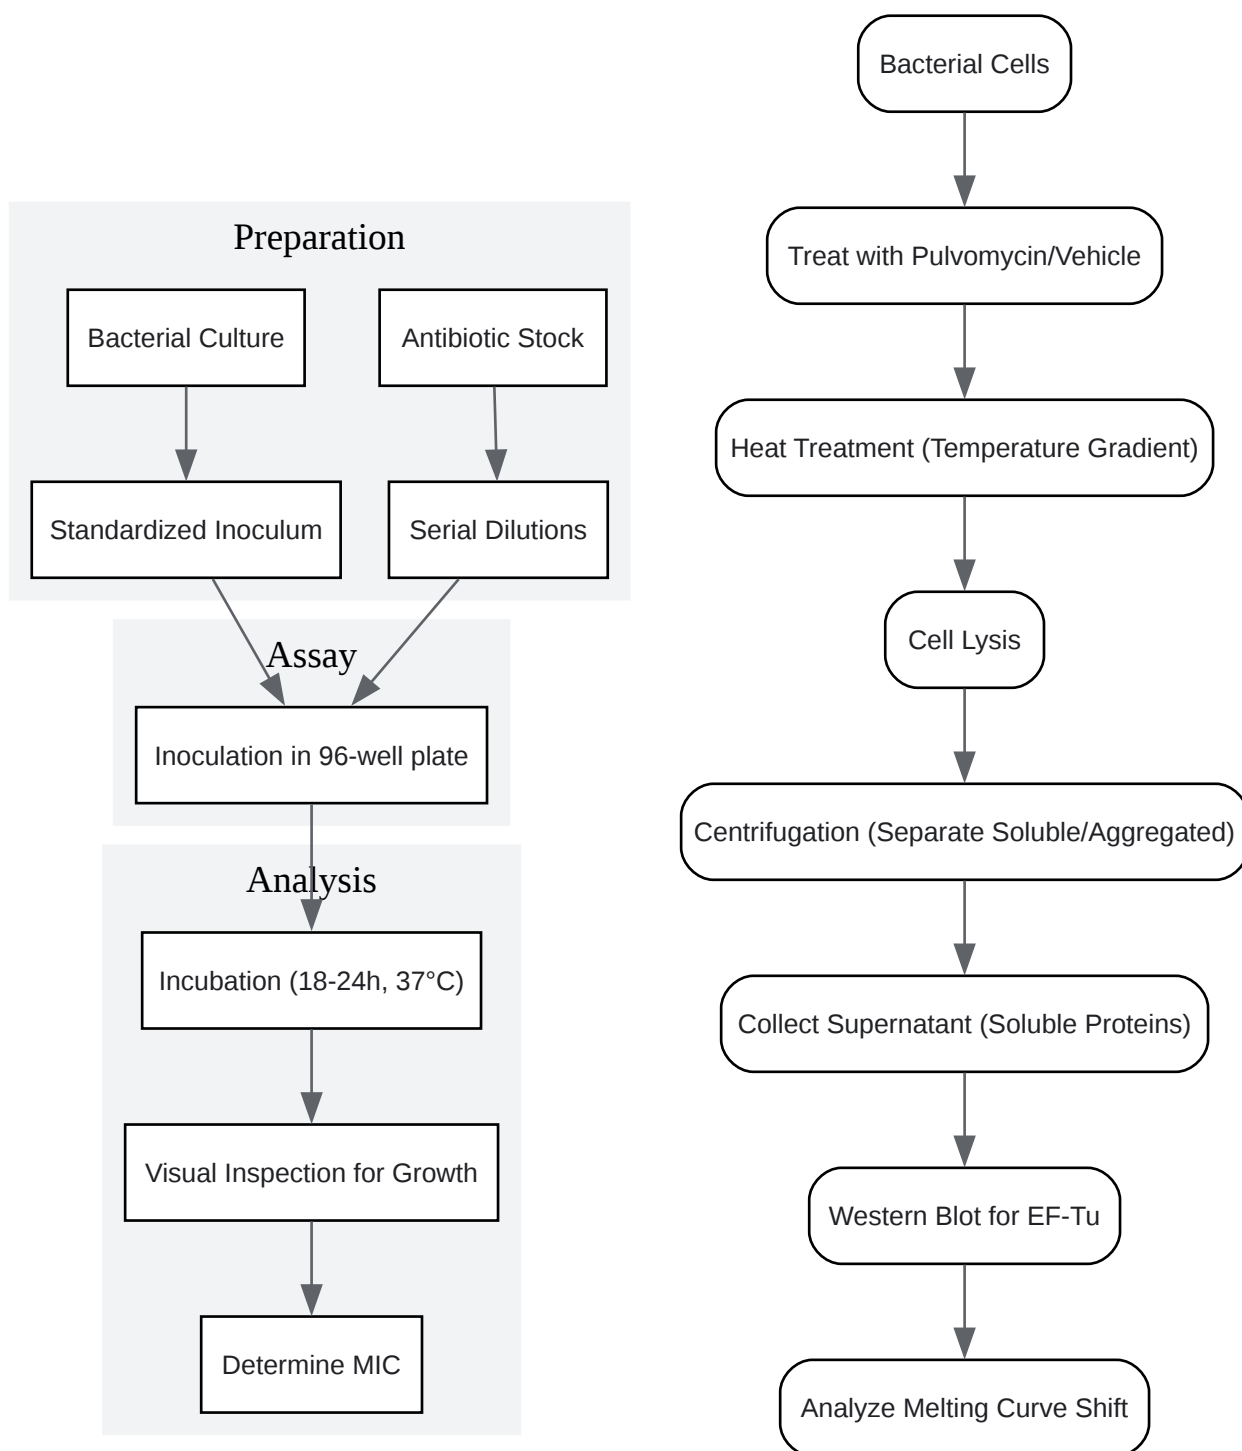 Preparation
Bacterial Culture
Antibiotic Stock
Standardized Inoculum
Serial Dilutions
Assay
Inoculation in 96-well plate
Analysis
Incubation (18-24h, 37°C)
Visual Inspection for Growth
Determine MIC
Bacterial Cells
Treat with Pulvomycin/Vehicle
Heat Treatment (Temperature Gradient)
Cell Lysis
Centrifugation (Separate Soluble/Aggregated)
Collect Supernatant (Soluble Proteins)
Western Blot for EF-Tu
Analyze Melting Curve Shift